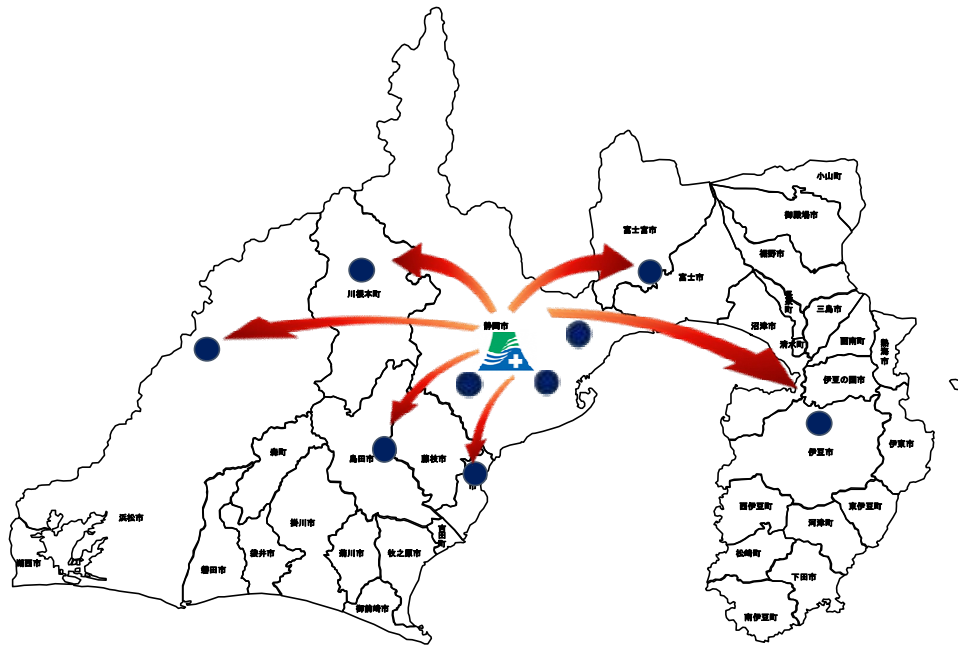 小山町
御殿場市
富士宮市
裾野市
富士市
川根本町
長泉町
三島市
沼津市
静岡市
清水町
函南町
熱海市
伊豆の国市
伊東市
伊豆市
森町
島田市
藤枝市
市
西伊豆町
東伊豆町
浜松市
掛川市
河津町
吉田町
湖西市
磐田市
袋井市
菊川市
牧之原市
松崎町
下田市
御前崎市
南伊豆町